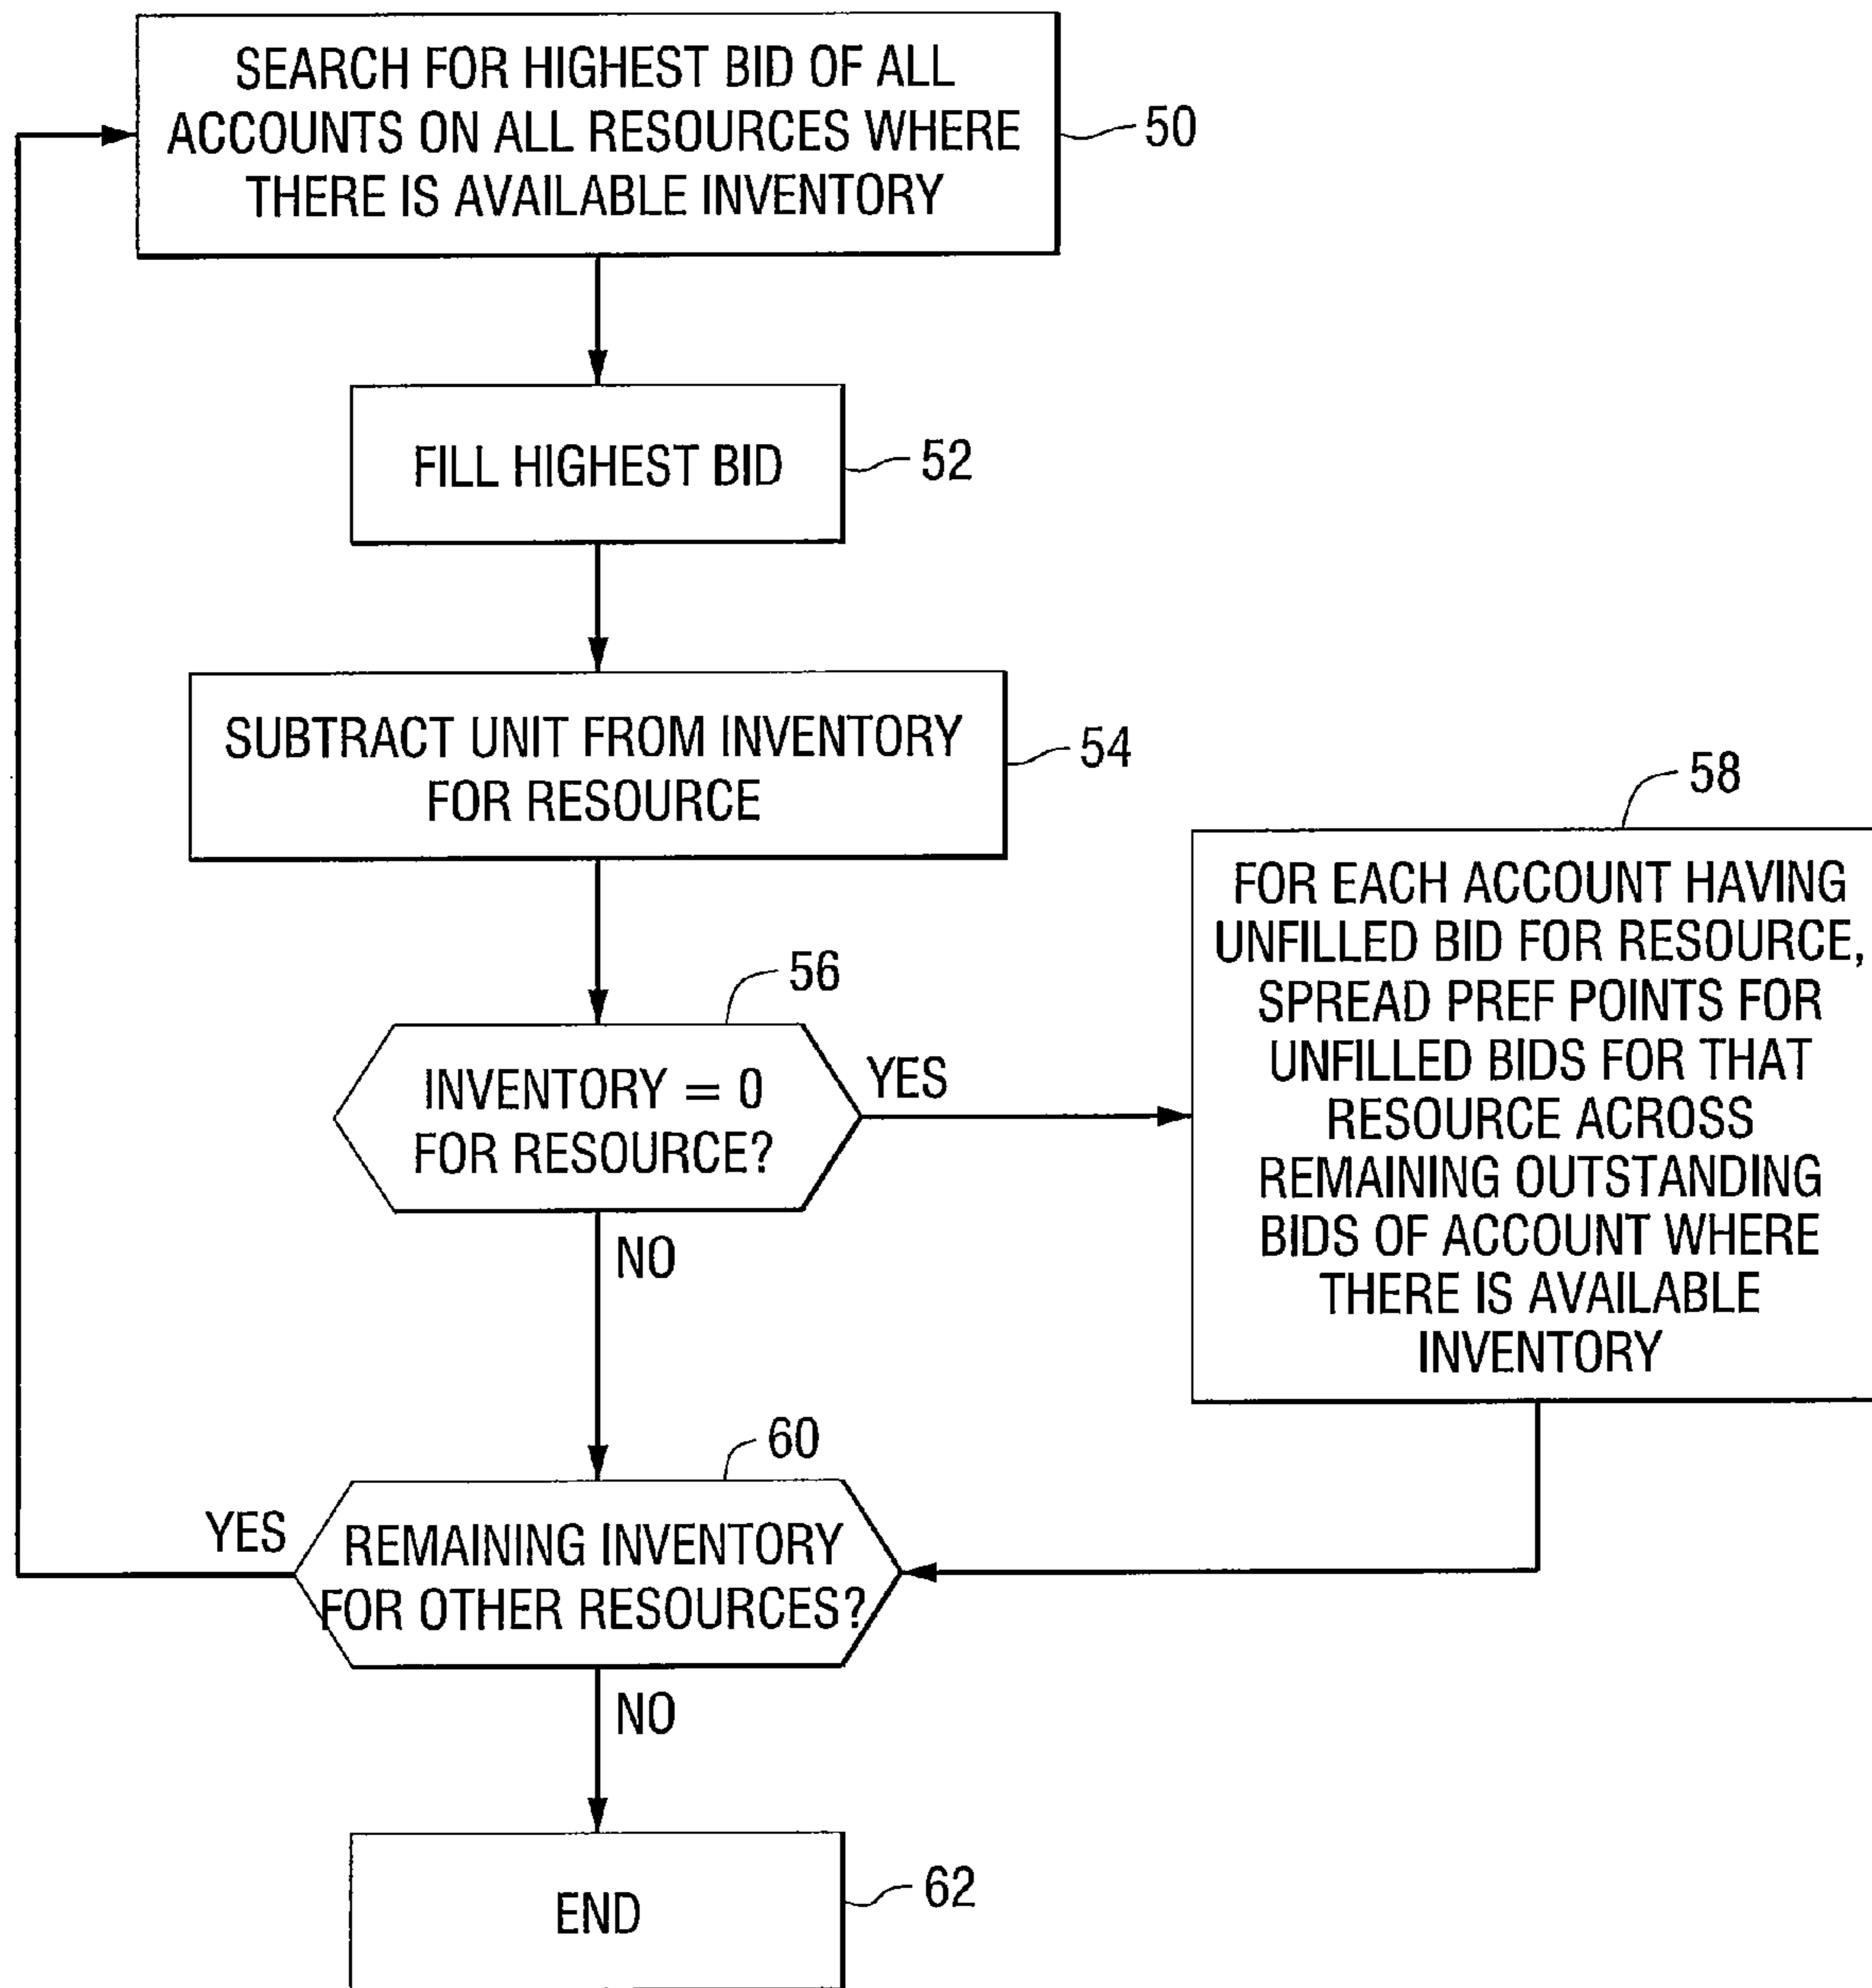 SEARCH FOR HIGHEST BID OF ALL
ACCOUNTS ON ALL RESOURCES WHERE
THERE IS AVAILABLE INVENTORY
50
FILL HIGHEST BID
52
SUBTRACT UNIT FROM INVENTORY
FOR RESOURCE
54
INVENTORY = 0
FOR RESOURCE?
56
YES
NO
58
FOR EACH ACCOUNT HAVING
UNFILLED BID FOR RESOURCE,
SPREAD PREF POINTS FOR
UNFILLED BIDS FOR THAT
RESOURCE ACROSS
REMAINING OUTSTANDING
BIDS OF ACCOUNT WHERE
THERE IS AVAILABLE
INVENTORY
60
YES
REMAINING INVENTORY
FOR OTHER RESOURCES?
NO
END
62